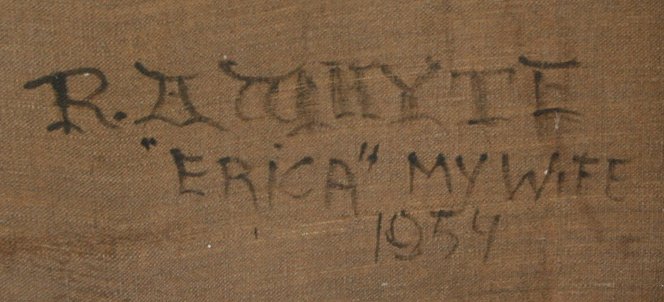 R. A WHYTE
"ERiCA" MY WiFE
1954